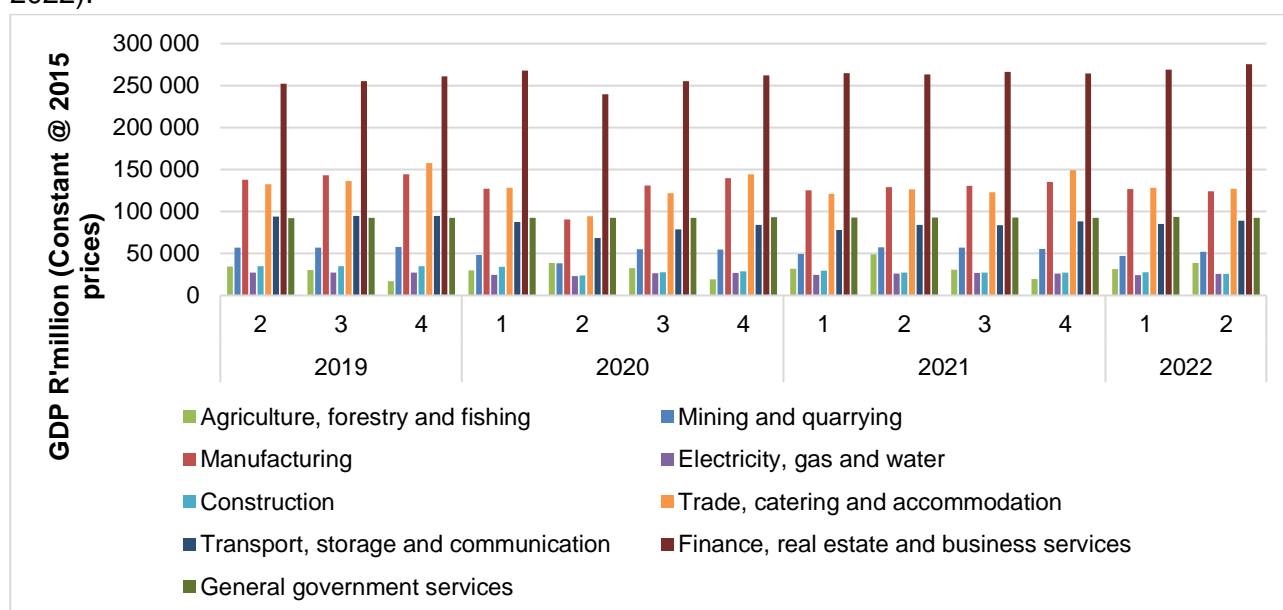 2022).
GDP R'million (Constant @ 2015
prices)
300 000
250 000
200 000
150 000
100 000
50 000
0
2 3 4 1 2 3 4 1 2 3 4 1 2
2019 2020 2021 2022
Agriculture, forestry and fishing
Mining and quarrying
Manufacturing
Electricity, gas and water
Construction
Trade, catering and accommodation
Transport, storage and communication
Finance, real estate and business services
General government services